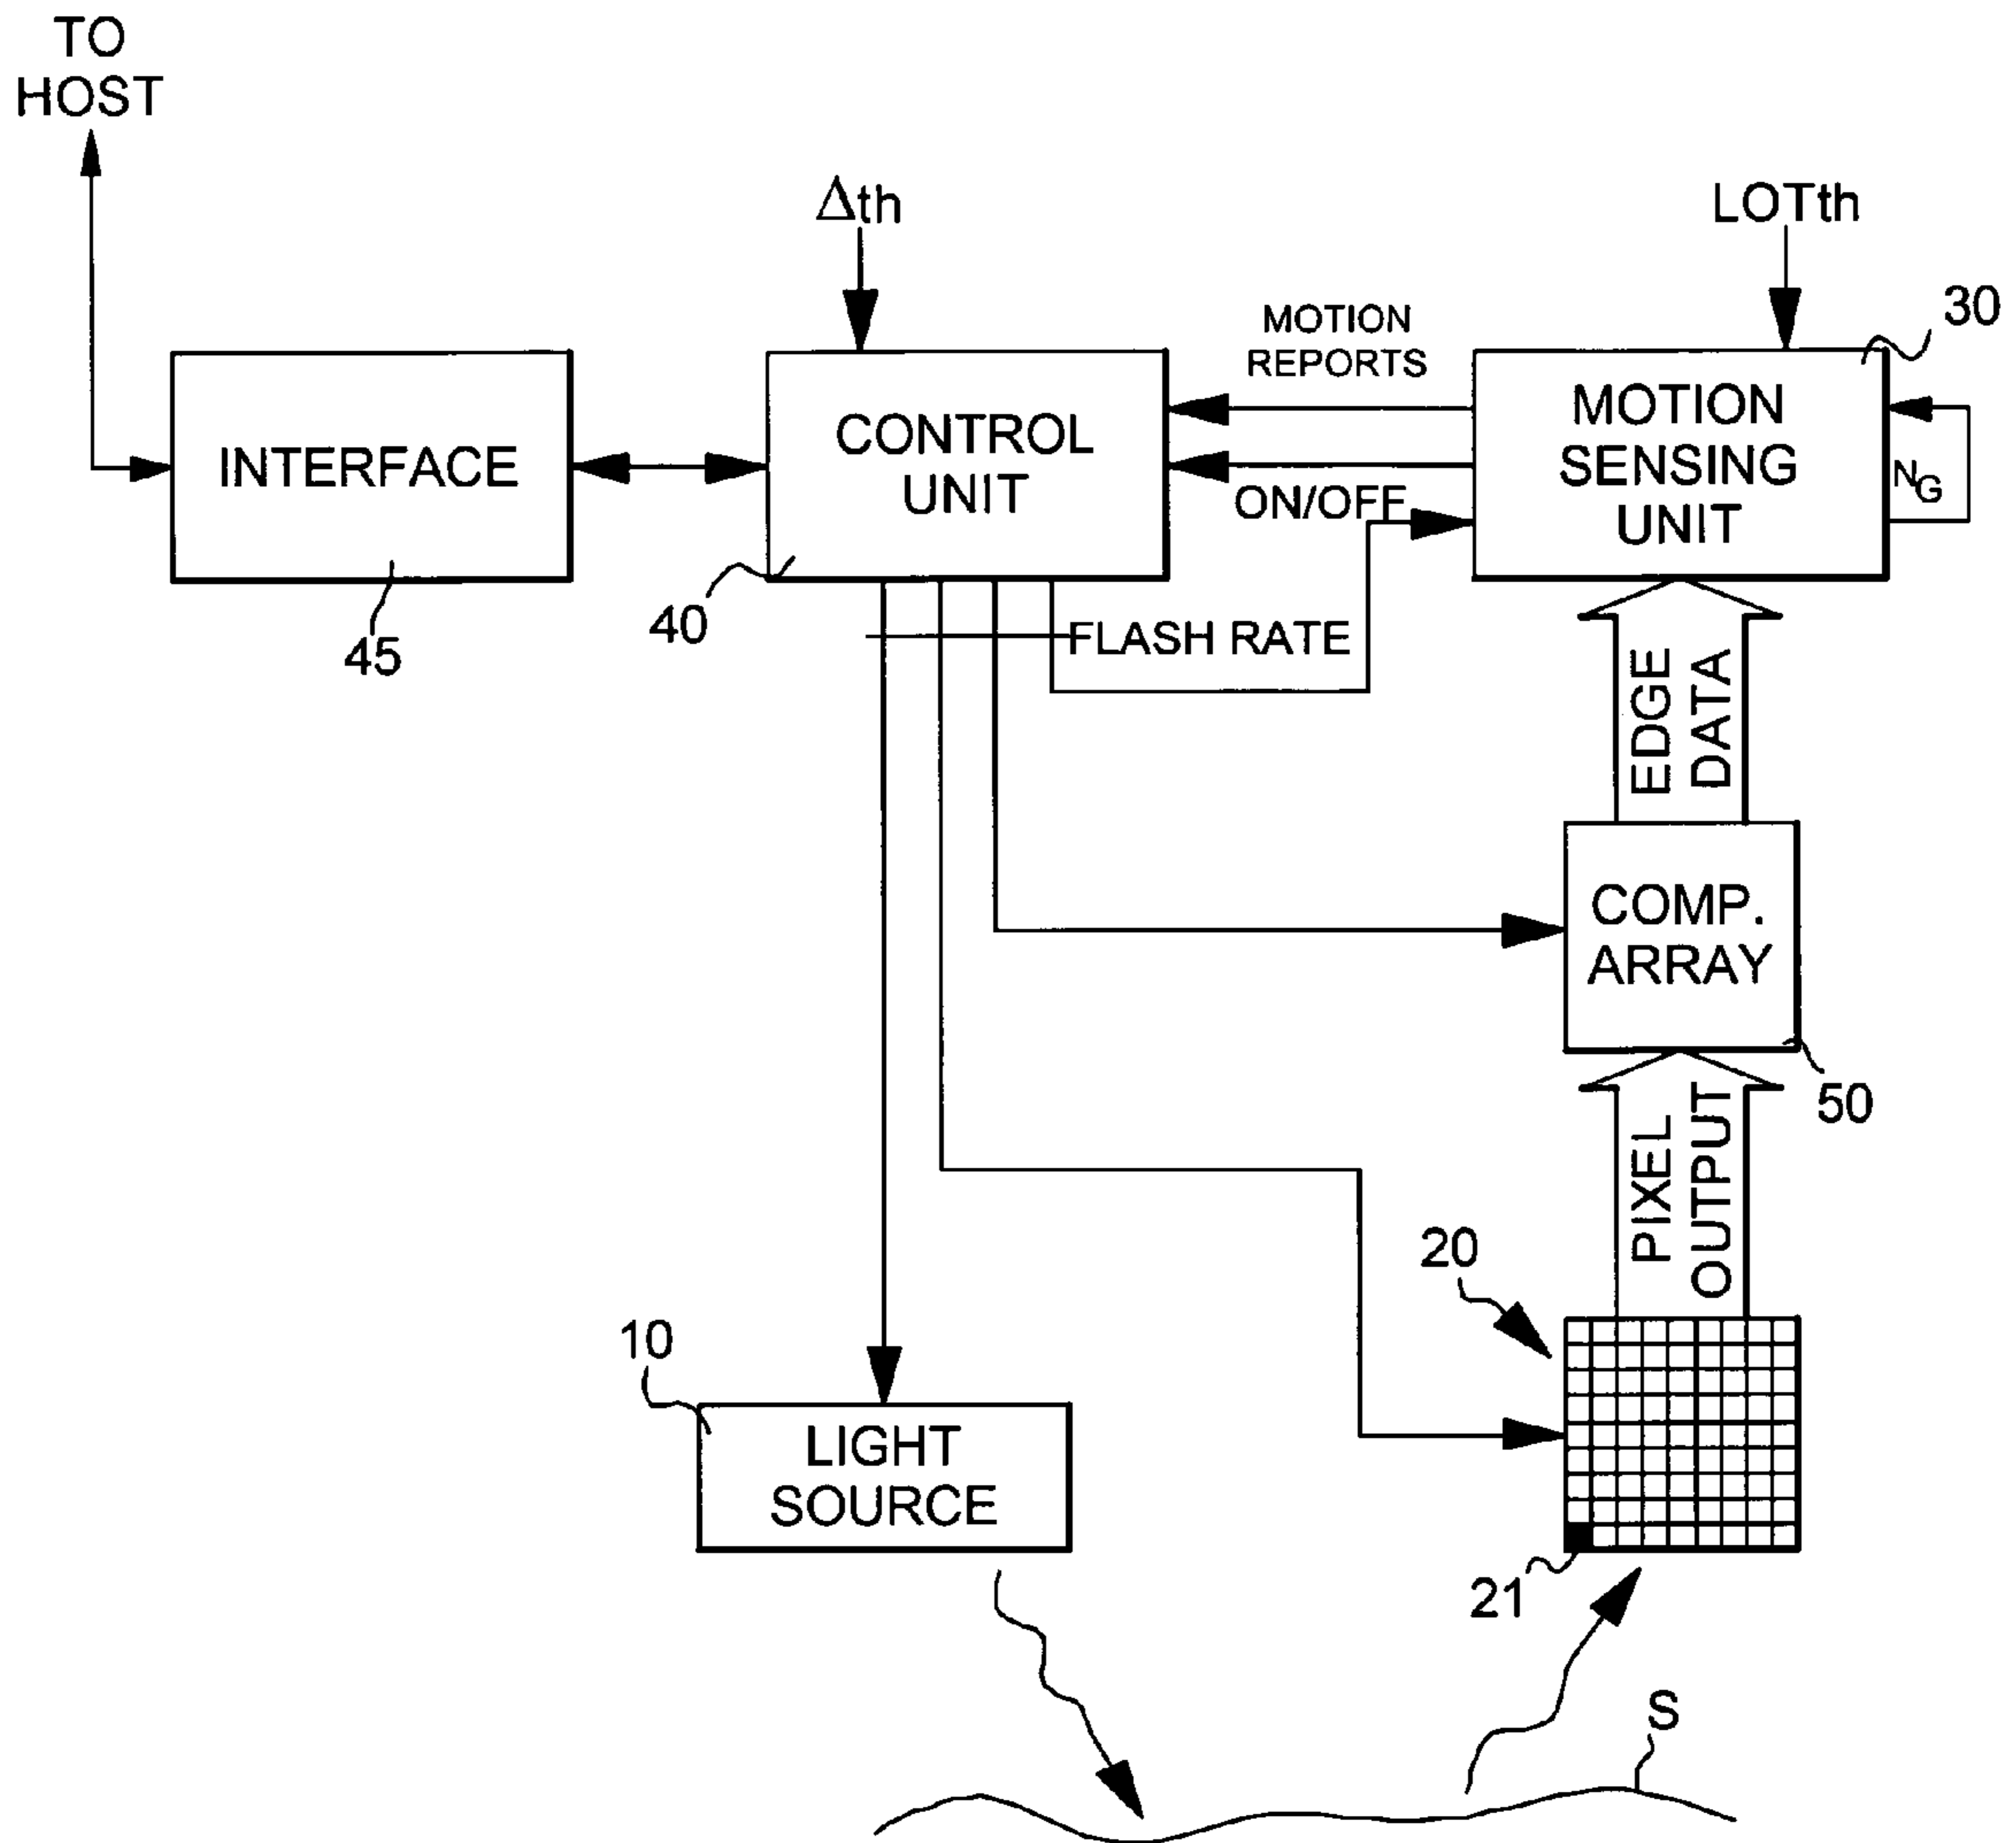 TO
HOST
Δth
LOTth
30
MOTION
REPORTS
INTERFACE
CONTROL
UNIT
MOTION
SENSING
UNIT
NG
ON/OFF
45
40
FLASH RATE
EDGE
DATA
COMP.
ARRAY
50
PIXEL
OUTPUT
20
10
LIGHT
SOURCE
21
S